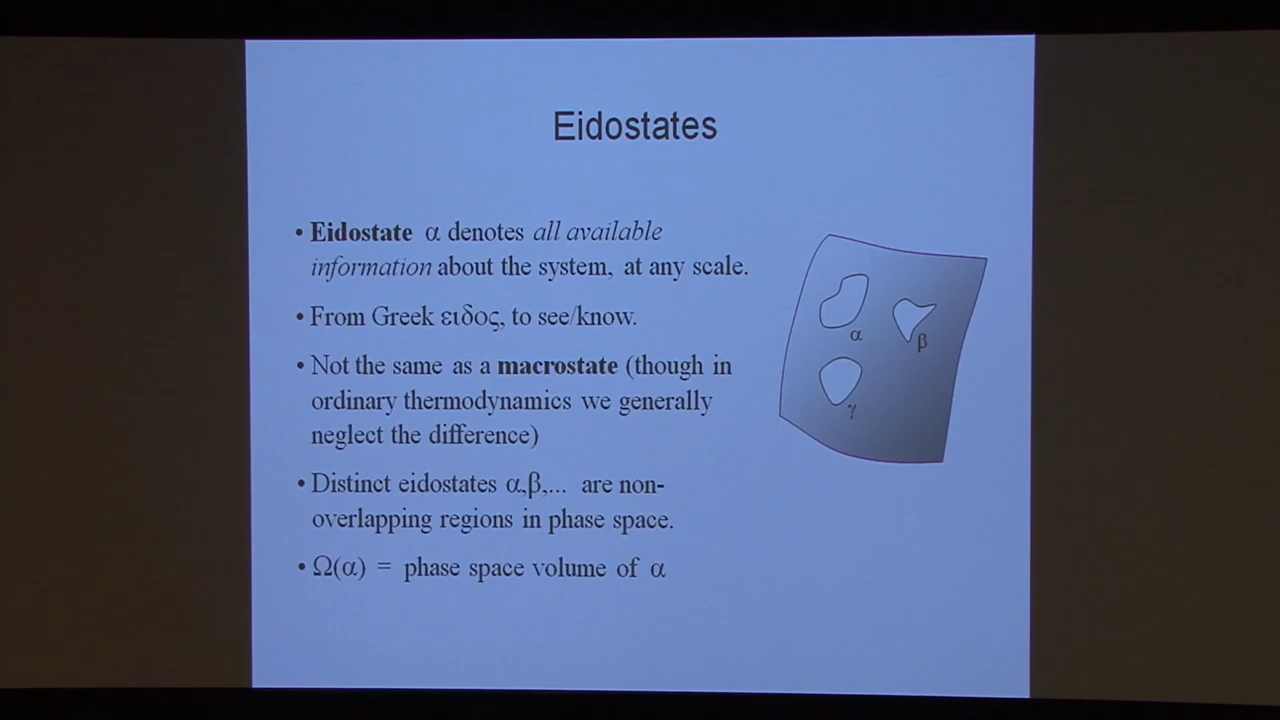 Eidostates
• Eidostate α denotes all available
information about the system, at any scale.
• From Greek ειδος, to see/know.
• Not the same as a macrostate (though in
ordinary thermodynamics we generally
neglect the difference)
• Distinct eidostates α,β,... are non-
overlapping regions in phase space.
• Ω(α) = phase space volume of α
α
β
γ